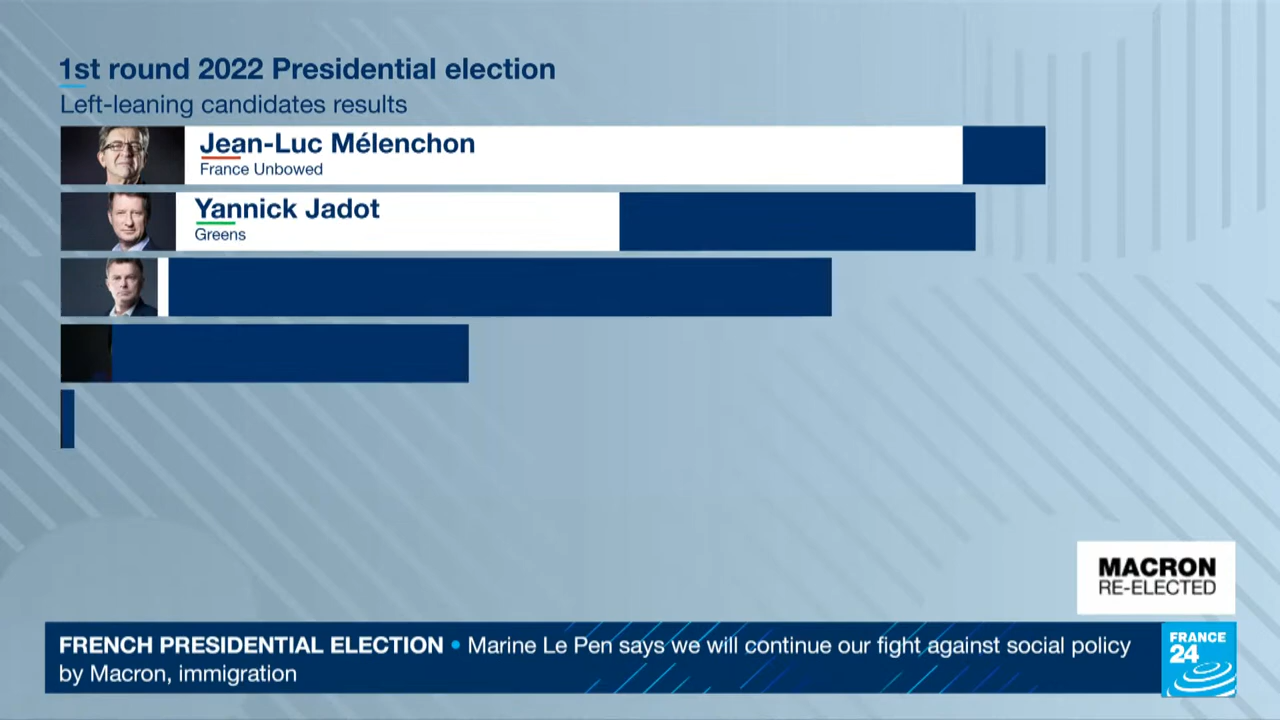 1st round 2022 Presidential election
Left-leaning candidates results
Jean-Luc Mélenchon
France Unbowed
Yannick Jadot
Greens
MACRON
RE-ELECTED
FRENCH PRESIDENTIAL ELECTION • Marine Le Pen says we will continue our fight against social policy
by Macron, immigration
FRANCE
24